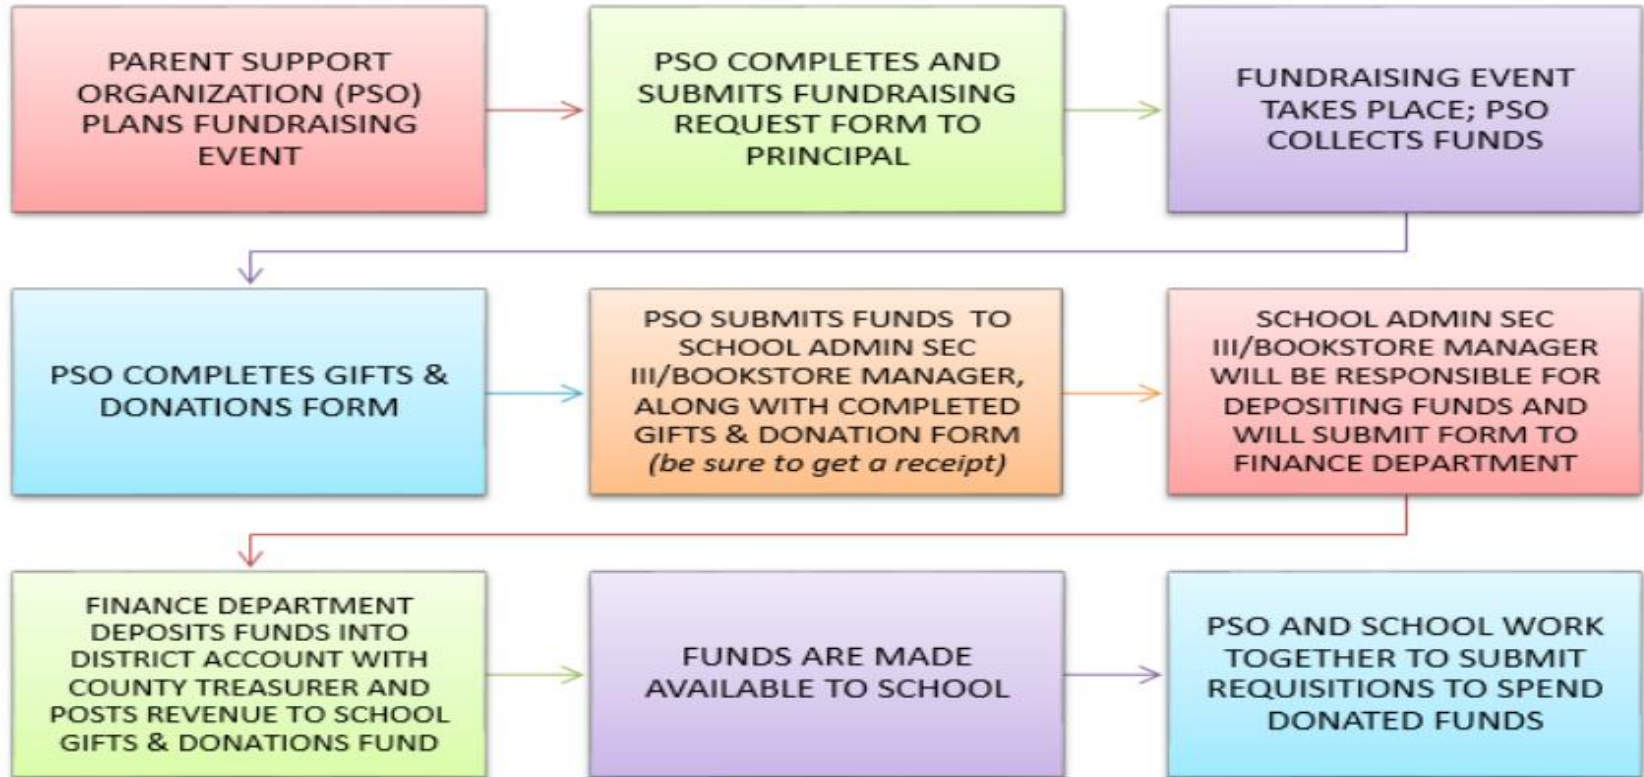 PARENT SUPPORT
ORGANIZATION (PSO)
PLANS FUNDRAISING
EVENT
PSO COMPLETES AND
SUBMITS FUNDRAISING
REQUEST FORM TO
PRINCIPAL
FUNDRAISING EVENT
TAKES PLACE; PSO
COLLECTS FUNDS
PSO COMPLETES GIFTS &
DONATIONS FORM
PSO SUBMITS FUNDS TO
SCHOOL ADMIN SEC
III/BOOKSTORE MANAGER,
ALONG WITH COMPLETED
GIFTS & DONATION FORM
(be sure to get a receipt)
SCHOOL ADMIN SEC
III/BOOKSTORE MANAGER
WILL BE RESPONSIBLE FOR
DEPOSITING FUNDS AND
WILL SUBMIT FORM TO
FINANCE DEPARTMENT
FINANCE DEPARTMENT
DEPOSITS FUNDS INTO
DISTRICT ACCOUNT WITH
COUNTY TREASURER AND
POSTS REVENUE TO SCHOOL
GIFTS & DONATIONS FUND
FUNDS ARE MADE
AVAILABLE TO SCHOOL
PSO AND SCHOOL WORK
TOGETHER TO SUBMIT
REQUISITIONS TO SPEND
DONATED FUNDS